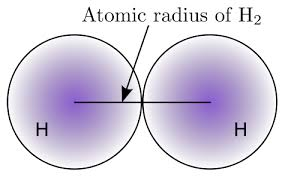 Atomic radius of H₂
H H